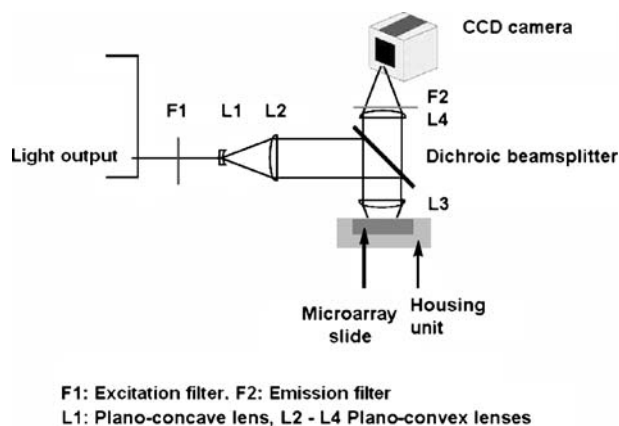 CCD camera
F1 L1 L2
F2
L4
Light output
Dichroic beamsplitter
L3
Microarray
slide
Housing
unit
F1: Excitation filter. F2: Emission filter
L1: Plano-concave lens, L2 - L4 Plano-convex lenses